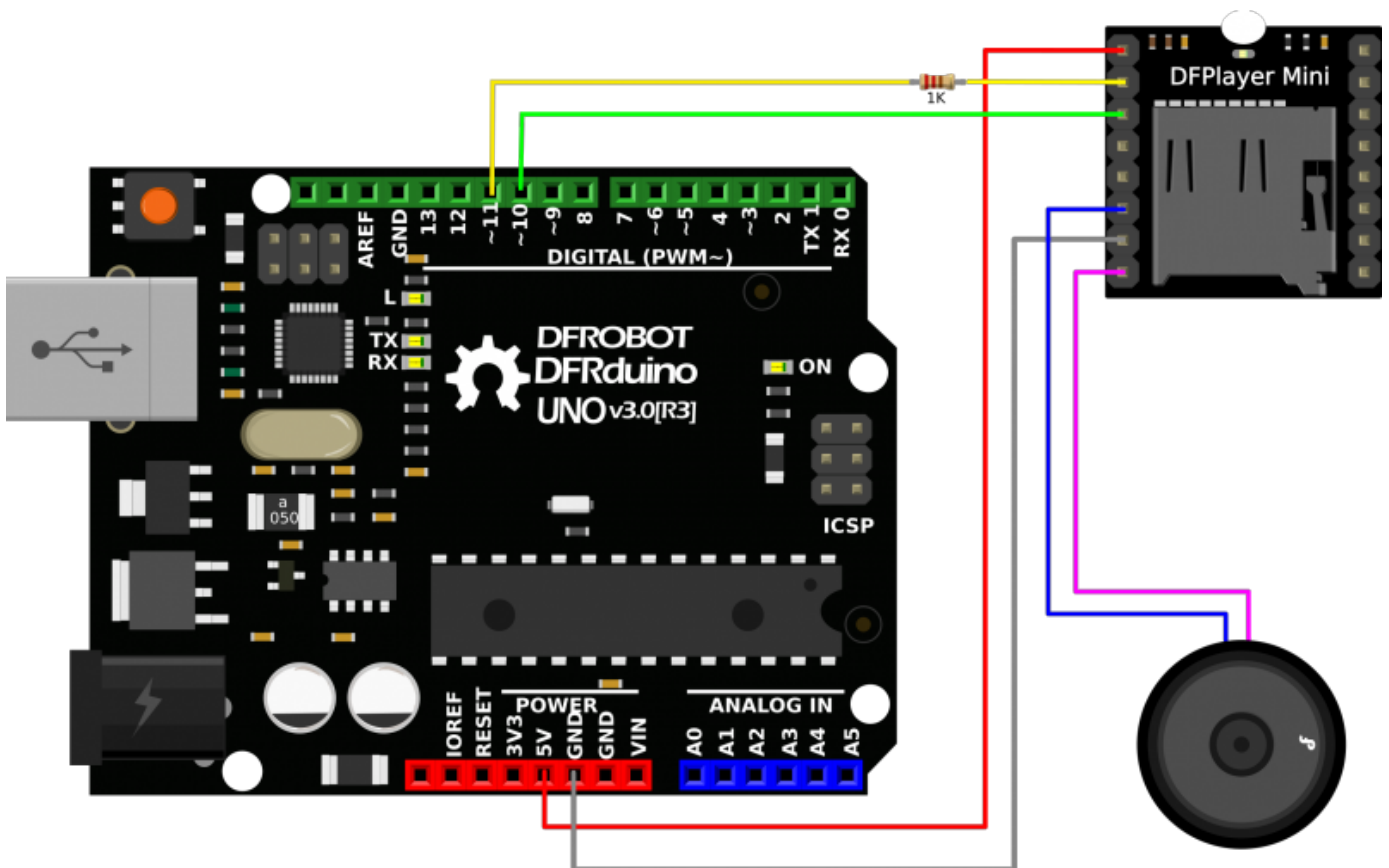 DFPlayer Mini
1K
AREF
GND
13
12
~11
~10
~9
8
7
~6
~5
4
~3
2
TX 1
RX 0
DIGITAL (PWM~)
L
TX
RX
DFROBOT
DFRduino
UNO v3.0[R3]
ON
ICSP
a
050
POWER
ANALOG IN
IOREF
RESET
3V3
5V
GND
GND
VIN
A0
A1
A2
A3
A4
A5